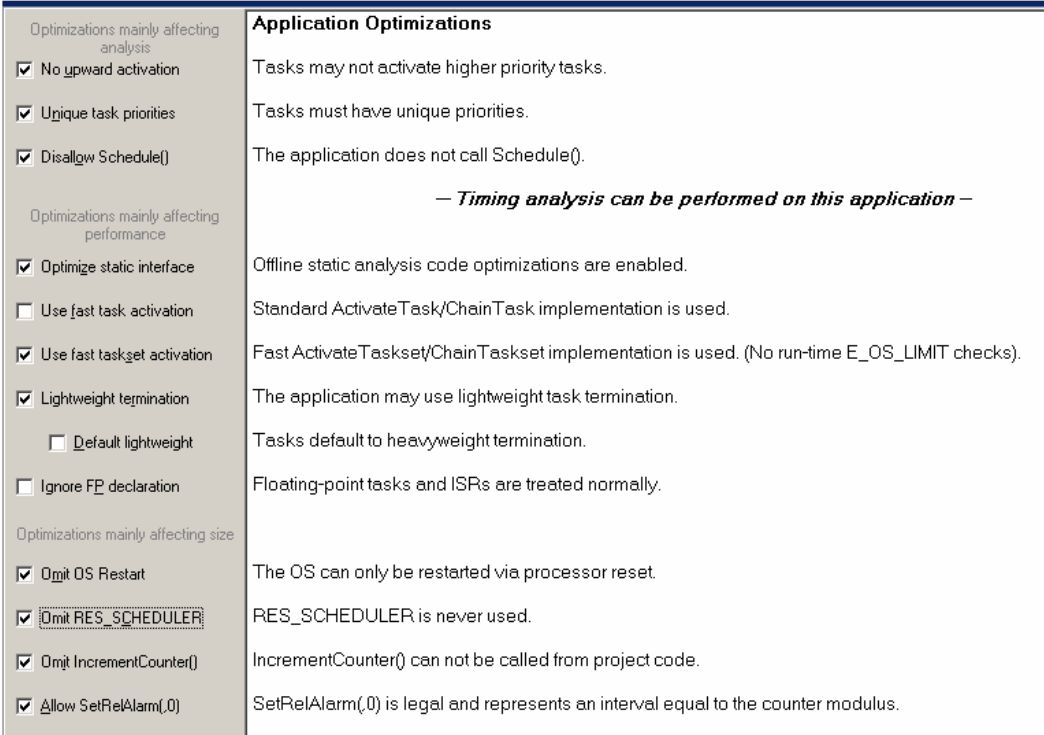 Application Optimizations
Optimizations mainly affecting
analysis
No upward activation
Tasks may not activate higher priority tasks.
Unique task priorities
Tasks must have unique priorities.
Disallow Schedule()
The application does not call Schedule().
– Timing analysis can be performed on this application –
Optimizations mainly affecting
performance
Optimize static interface
Offline static analysis code optimizations are enabled.
Use fast task activation
Standard ActivateTask/ChainTask implementation is used.
Use fast taskset activation
Fast ActivateTaskset/ChainTaskset implementation is used. (No run-time E_OS_LIMIT checks).
Lightweight termination
The application may use lightweight task termination.
Default lightweight
Tasks default to heavyweight termination.
Ignore FP declaration
Floating-point tasks and ISRs are treated normally.
Optimizations mainly affecting size
Omit OS Restart
The OS can only be restarted via processor reset.
Omit RES_SCHEDULER
RES_SCHEDULER is never used.
Omit IncrementCounter()
IncrementCounter() can not be called from project code.
Allow SetRelAlarm(,0)
SetRelAlarm(,0) is legal and represents an interval equal to the counter modulus.